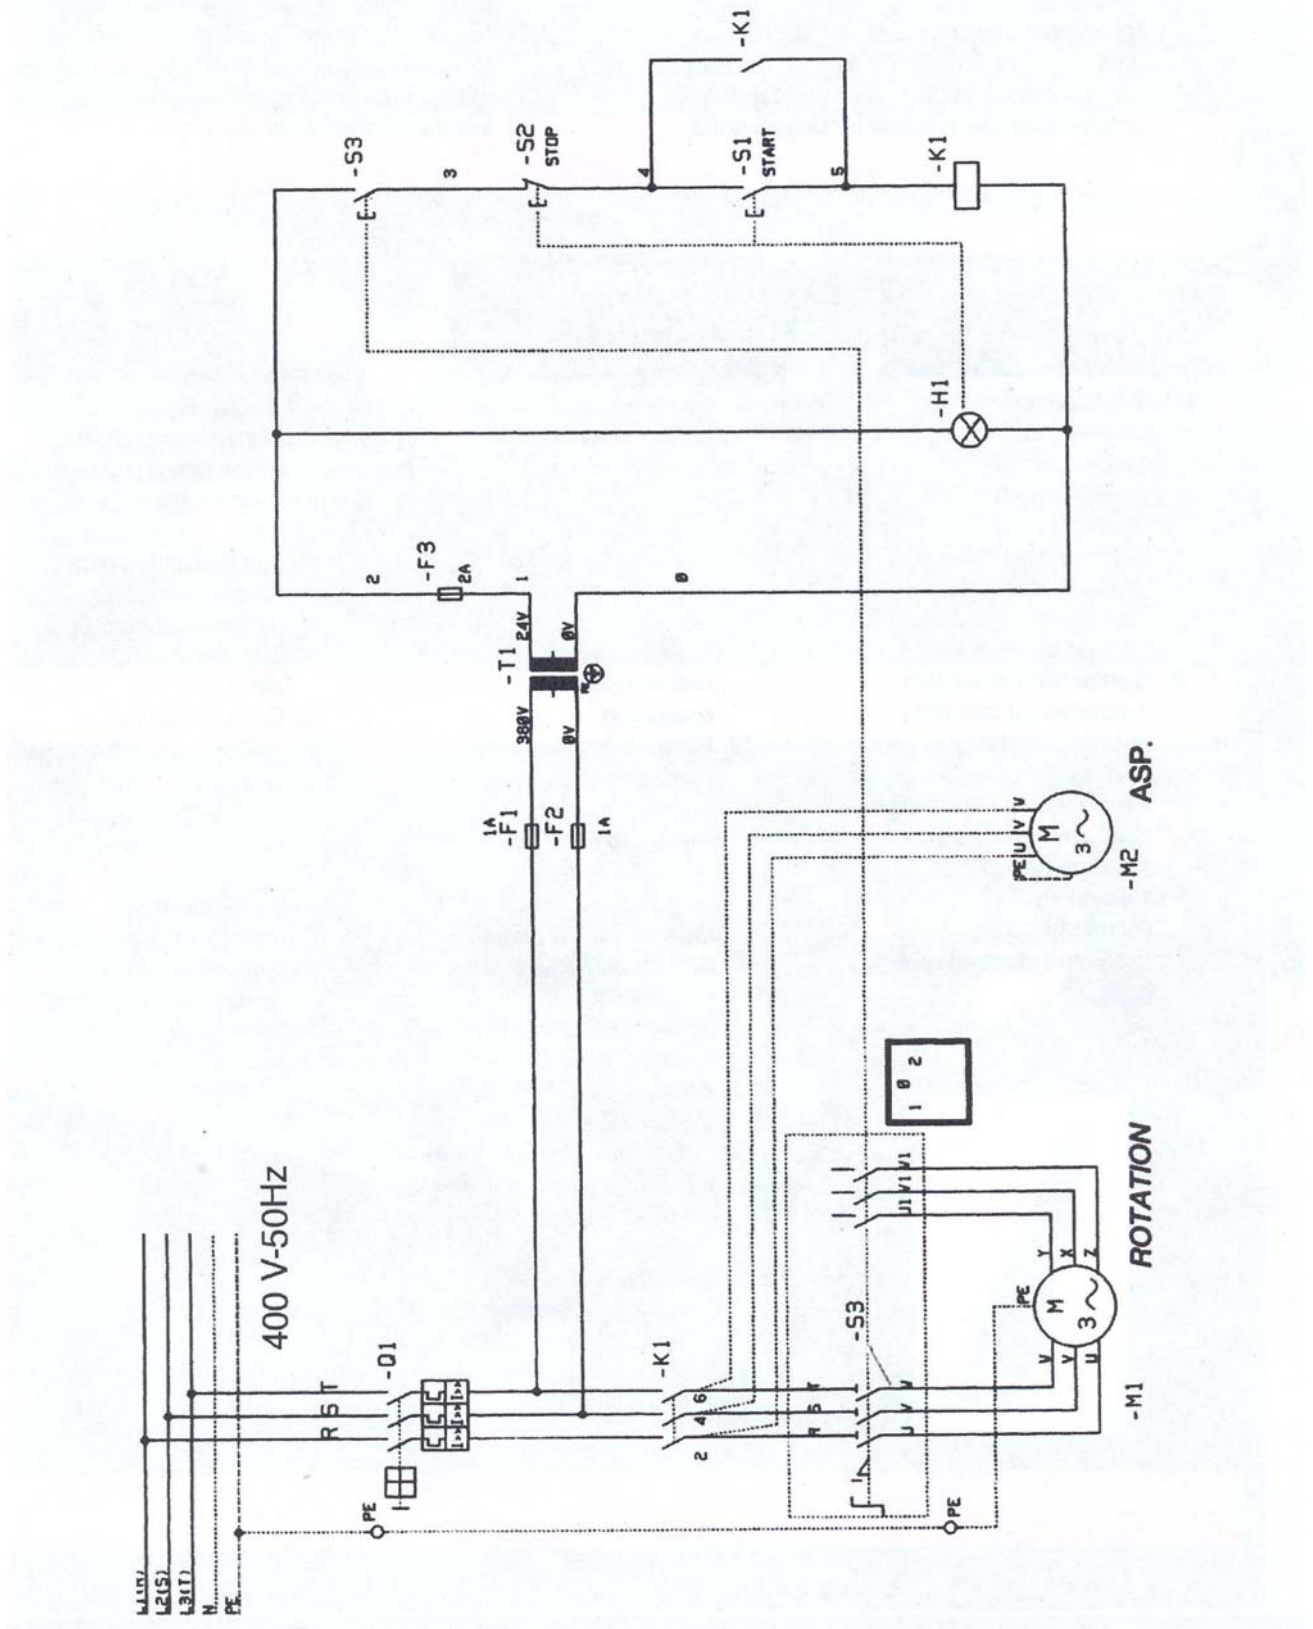 L1(R)
L2(S)
L3(T)
N
PE
400 V-50Hz
R S T
-Q1
I> I> I>
PE
-K1
2 4 6
R S T
-S3
U V W
U1 V1 W1
1 0 2
PE
PE
W V U
Y X Z
M
3~
-M1
ROTATION
1A
-F1
-F2
1A
380V
0V
-T1
24V
0V
PE
1
0
-F3
2A
2
PE U V W
M
3~
-M2
ASP.
-H1
-S3
3
-S2
STOP
4
-S1
START
5
-K1
-K1